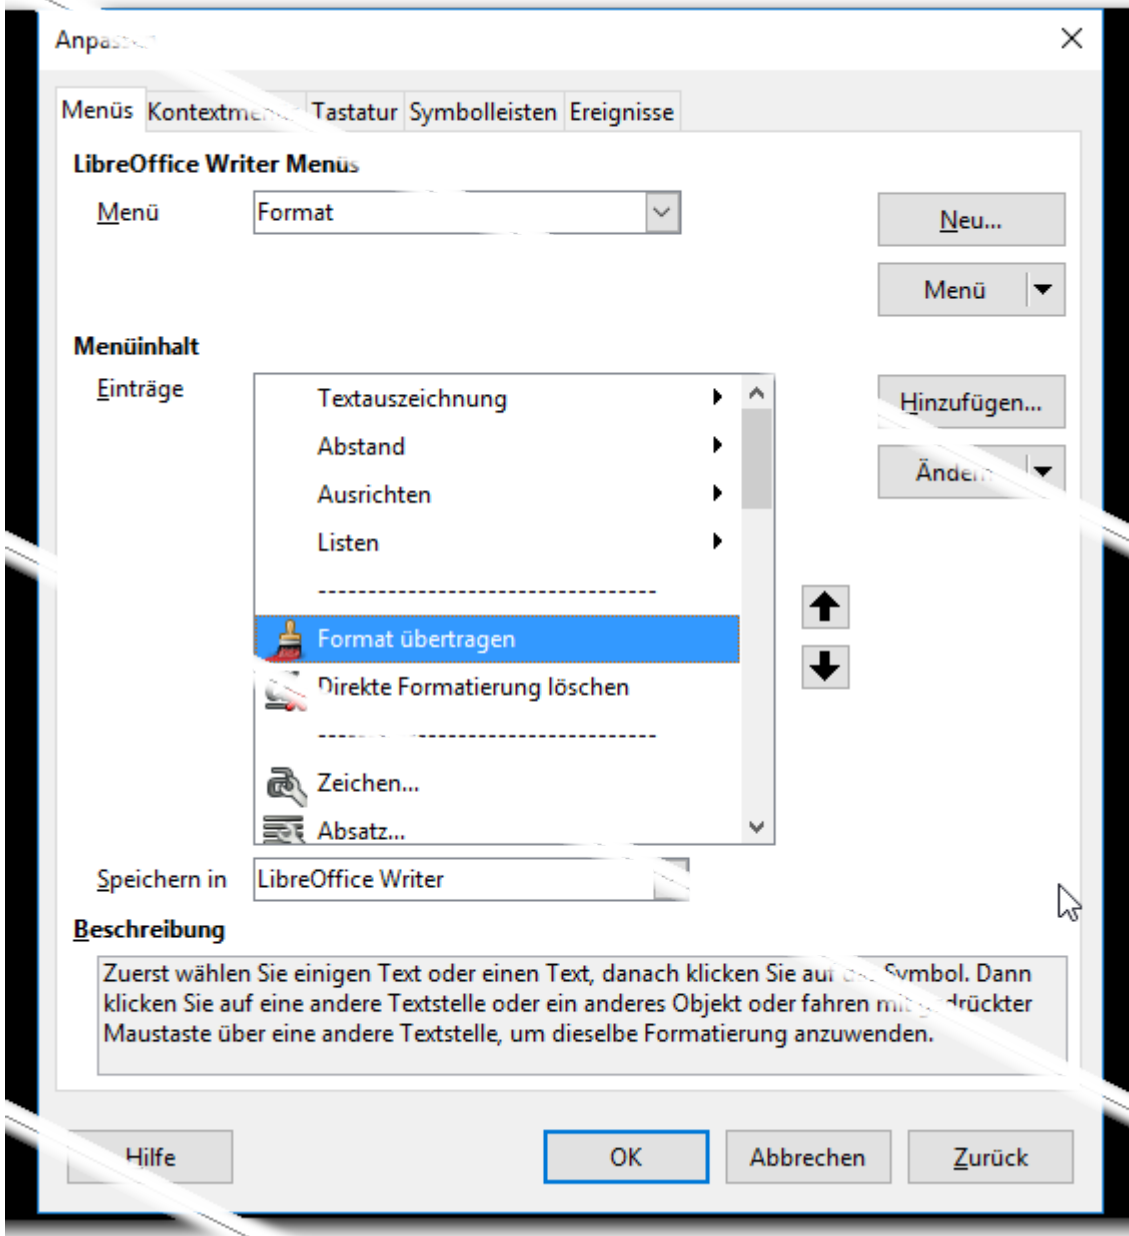 Menüs Tastatur Symbolleisten Ereignisse
LibreOffice Writer Menüs
Menü Format Neu...
Menü
Menüinhalt
Einträge Textauszeichnung Hinzufügen...
Abstand
Ausrichten
Listen
---------------------------------
Format übertragen
Direkte Formatierung löschen
---------------------------------
Zeichen...
Absatz...
Speichern in LibreOffice Writer
Beschreibung
Zuerst wählen Sie einigen Text oder einen Text, danach klicken Sie auf Symbol. Dann
klicken Sie auf eine andere Textstelle oder ein anderes Objekt oder fahren mit gedrückter
Maustaste über eine andere Textstelle, um dieselbe Formatierung anzuwenden.
Hilfe OK Abbrechen Zurück